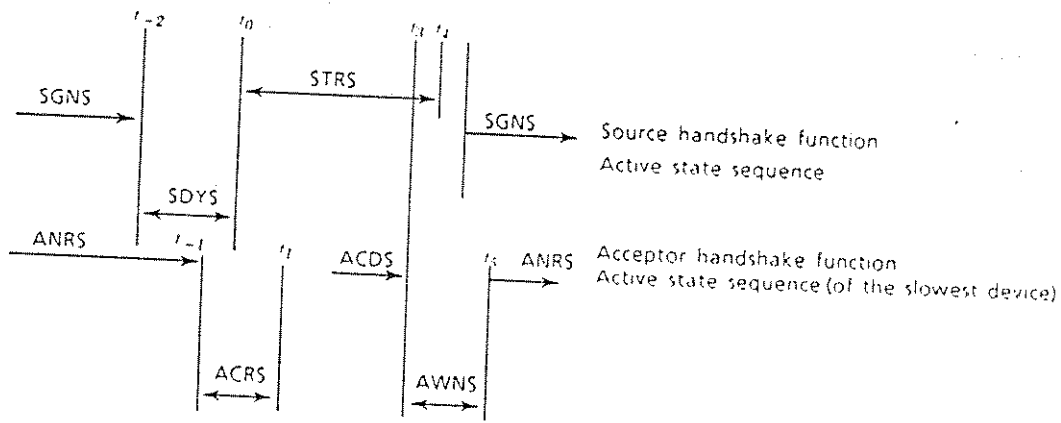 t−2 t0 t3 t4
STRS
SGNS
SGNS Source handshake function
Active state sequence
SDYS
ANRS t−1 t1 ACDS ANRS Acceptor handshake function
Active state sequence (of the slowest device)
ACRS AWNS